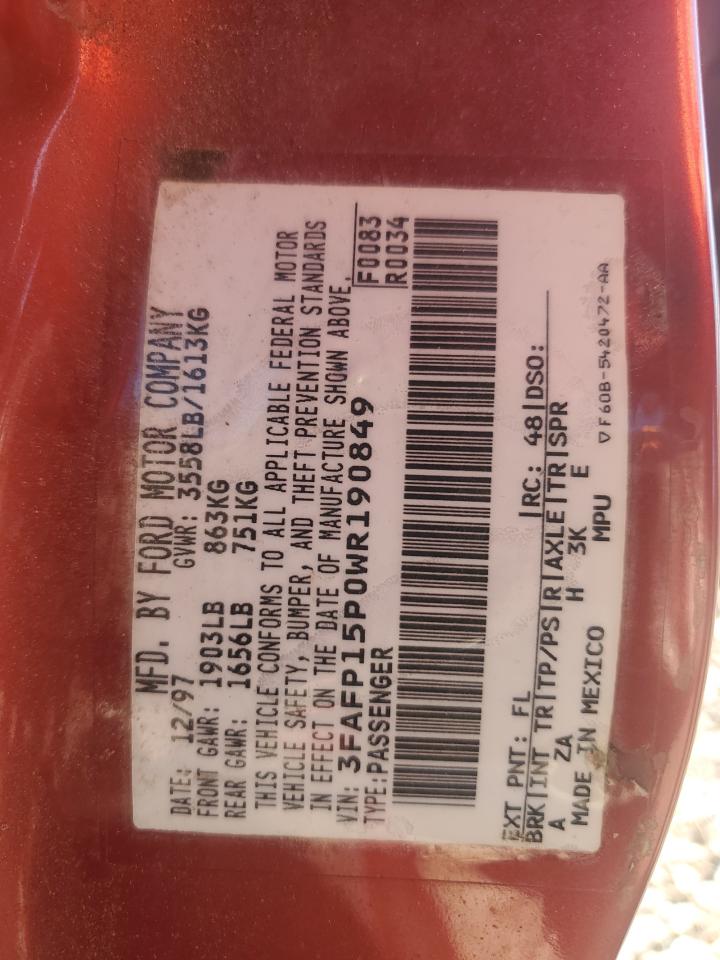 MFD. BY FORD MOTOR COMPANY
DATE: 12/97 GVWR: 3558LB/1613KG
FRONT GAWR: 1903LB 863KG
REAR GAWR: 1656LB 751KG
THIS VEHICLE CONFORMS TO ALL APPLICABLE FEDERAL MOTOR
VEHICLE SAFETY, BUMPER, AND THEFT PREVENTION STANDARDS
IN EFFECT ON THE DATE OF MANUFACTURE SHOWN ABOVE.
VIN: 3FAFP15P0WR190849 F0083
TYPE: PASSENGER R0034
EXT PNT: FL |RC: 48|DSO:
BRK|INT TR|TP/PS|R|AXLE|TR|SPR
A ZA H 3K E
MADE IN MEXICO MPU
▽F60B-5420472-AA